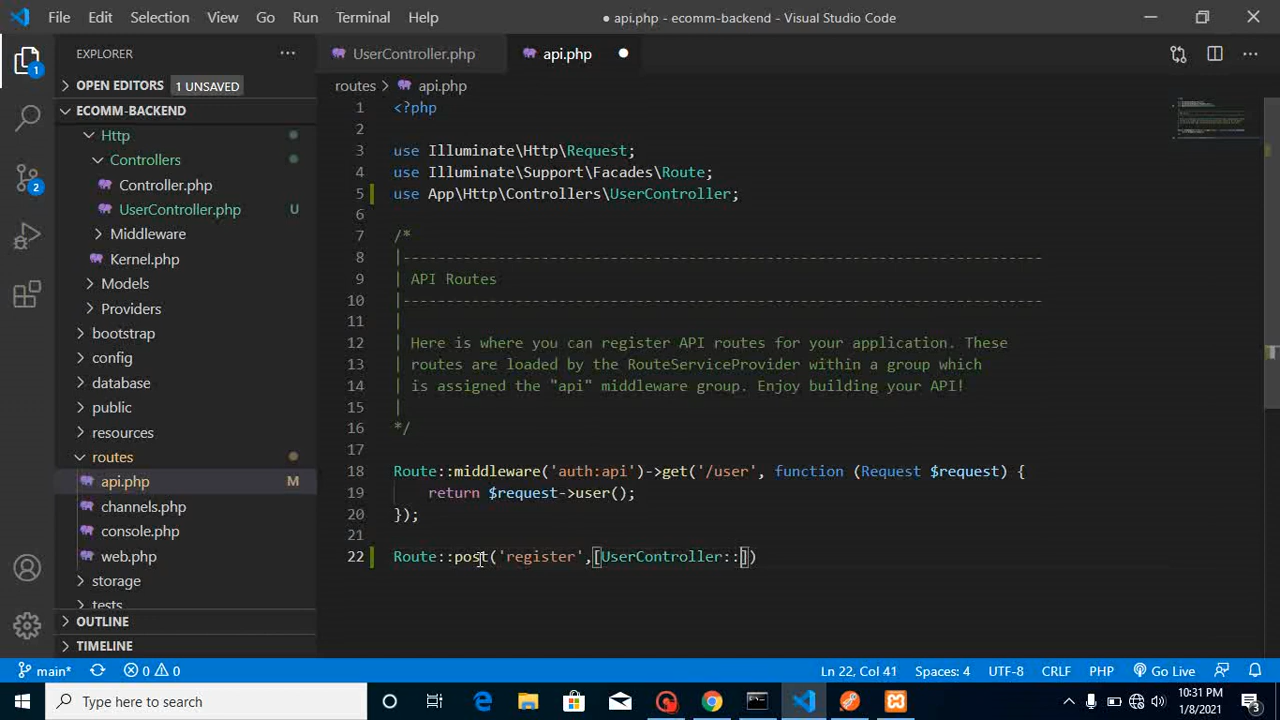 File Edit Selection View Go Run Terminal Help
● api.php - ecomm-backend - Visual Studio Code
EXPLORER
OPEN EDITORS 1 UNSAVED
ECOMM-BACKEND
Http
Controllers
Controller.php
UserController.php U
Middleware
Kernel.php
Models
Providers
bootstrap
config
database
public
resources
routes
api.php M
channels.php
console.php
web.php
storage
tests
OUTLINE
TIMELINE
1
2
UserController.php
api.php
routes > api.php
1 <?php
2
3 use Illuminate\Http\Request;
4 use Illuminate\Support\Facades\Route;
5 use App\Http\Controllers\UserController;
6
7 /*
8 |--------------------------------------------------------------------------
9 | API Routes
10 |--------------------------------------------------------------------------
11 |
12 | Here is where you can register API routes for your application. These
13 | routes are loaded by the RouteServiceProvider within a group which
14 | is assigned the "api" middleware group. Enjoy building your API!
15 |
16 */
17
18 Route::middleware('auth:api')->get('/user', function (Request $request) {
19 return $request->user();
20 });
21
22 Route::post('register',[UserController::])
main* 0 0 Ln 22, Col 41 Spaces: 4 UTF-8 CRLF PHP Go Live
Type here to search
10:31 PM
1/8/2021
3